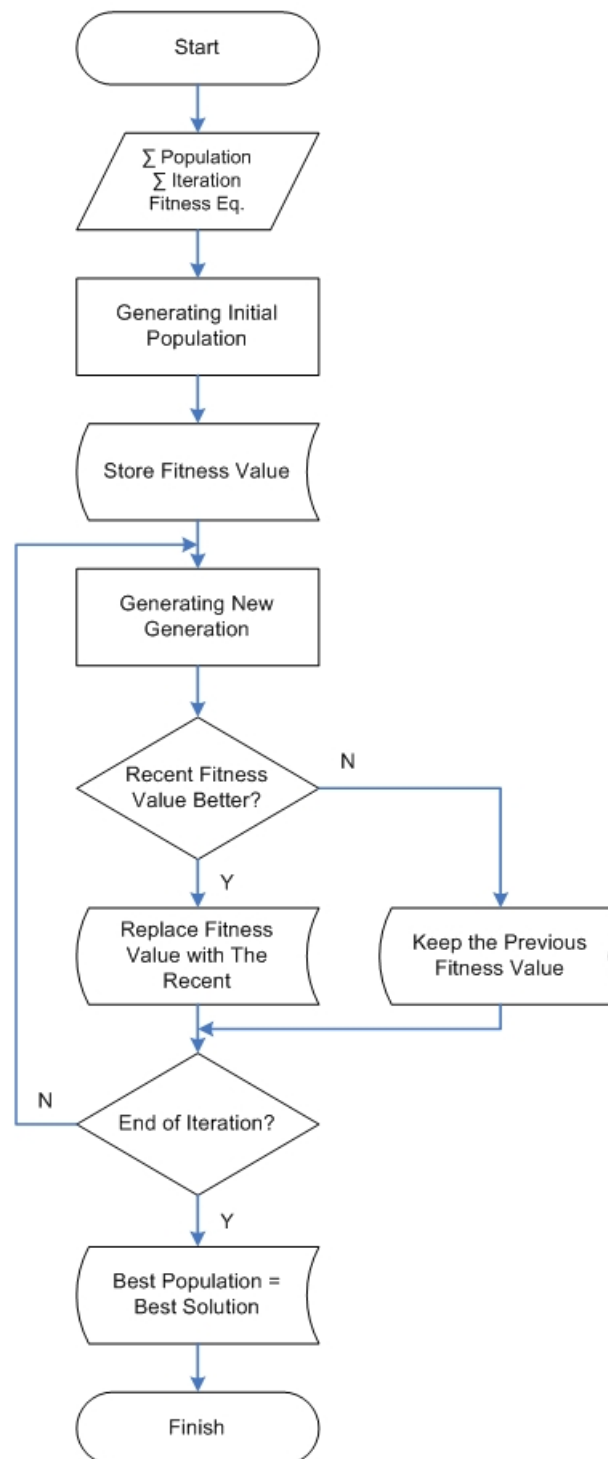 Start
∑ Population
∑ Iteration
Fitness Eq.
Generating Initial
Population
Store Fitness Value
Generating New
Generation
Recent Fitness
Value Better?
N
Y
Replace Fitness
Value with The
Recent
Keep the Previous
Fitness Value
N
End of Iteration?
Y
Best Population =
Best Solution
Finish